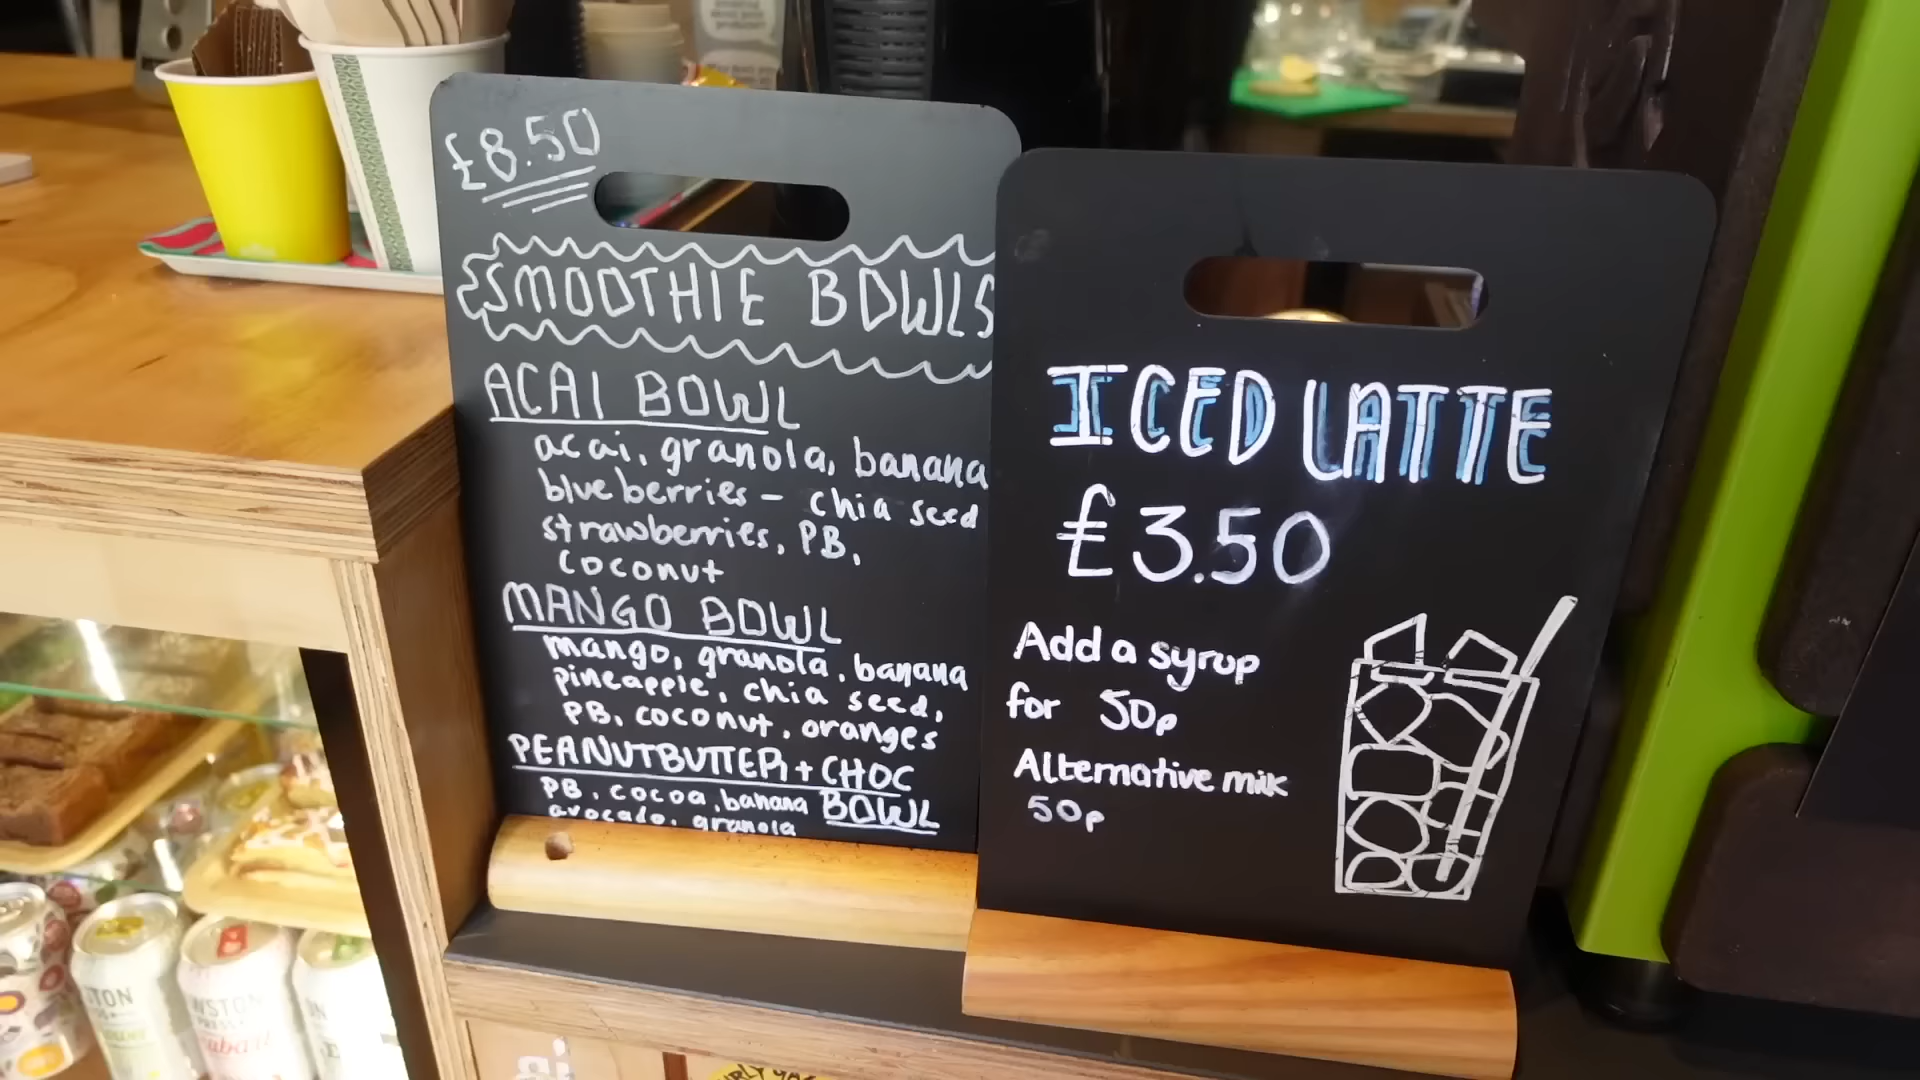 £8.50
SMOOTHIE BOWLS
ACAI BOWL
acai, granola, banana
blueberries - chia seed
strawberries, PB,
coconut
MANGO BOWL
mango, granola, banana
pineapple, chia seed,
PB, coconut, oranges
PEANUTBUTTER + CHOC
BOWL
PB, cocoa, banana
avocado, granola
ICED LATTE
£3.50
Add a syrup
for 50p
Alternative milk
50p